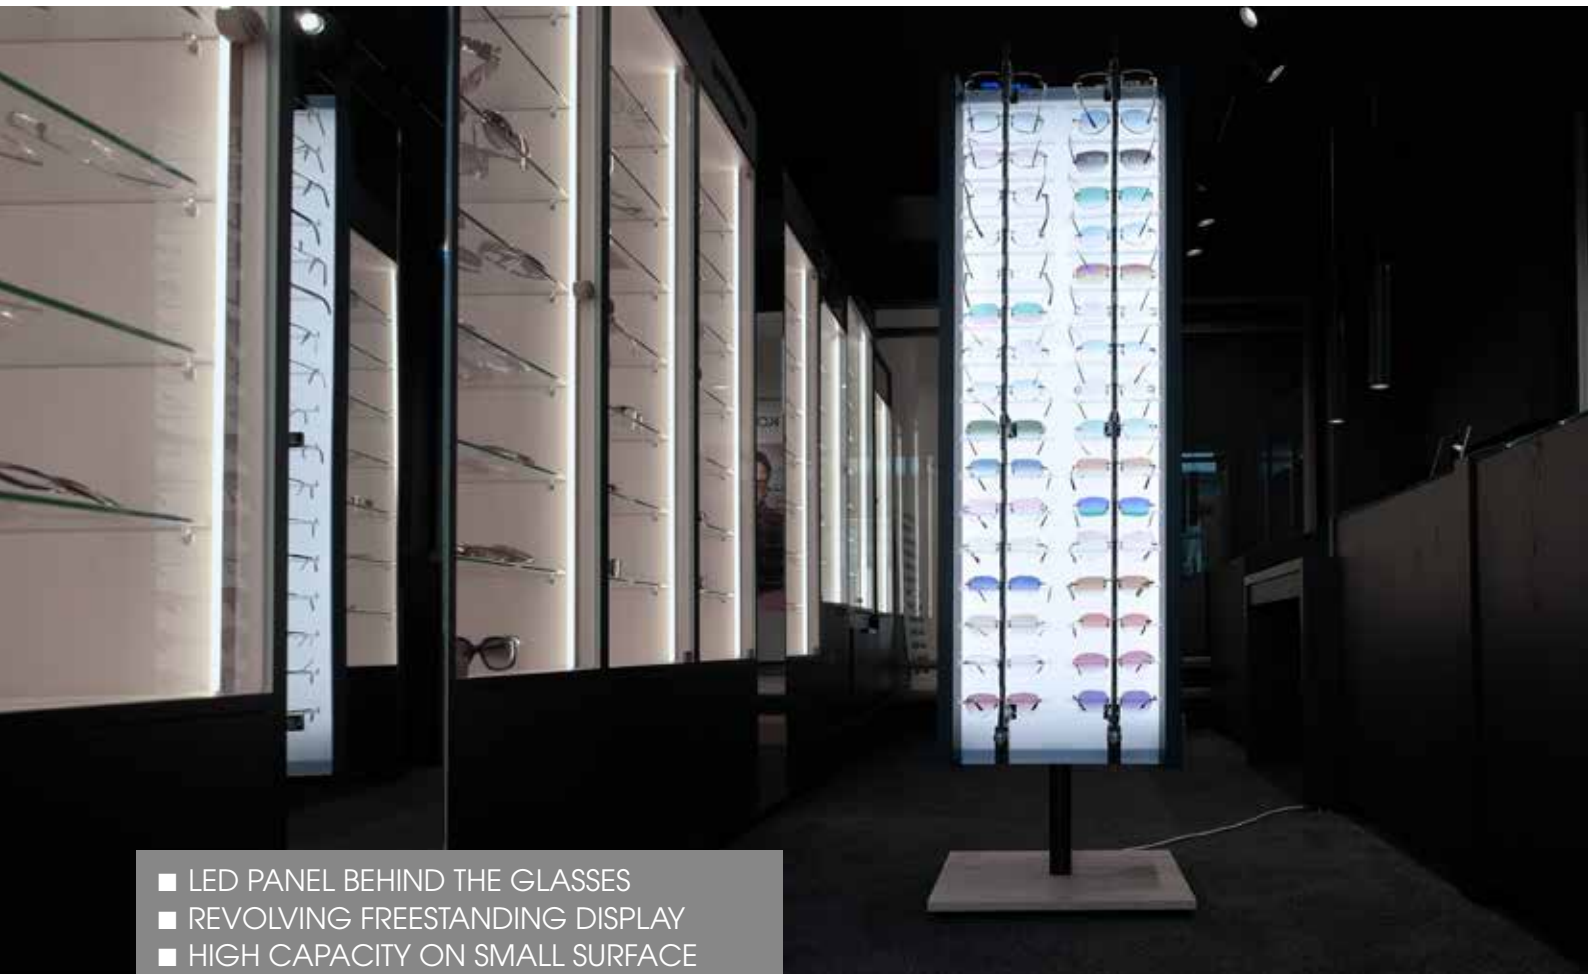 ■ LED PANEL BEHIND THE GLASSES
■ REVOLVING FREESTANDING DISPLAY
■ HIGH CAPACITY ON SMALL SURFACE